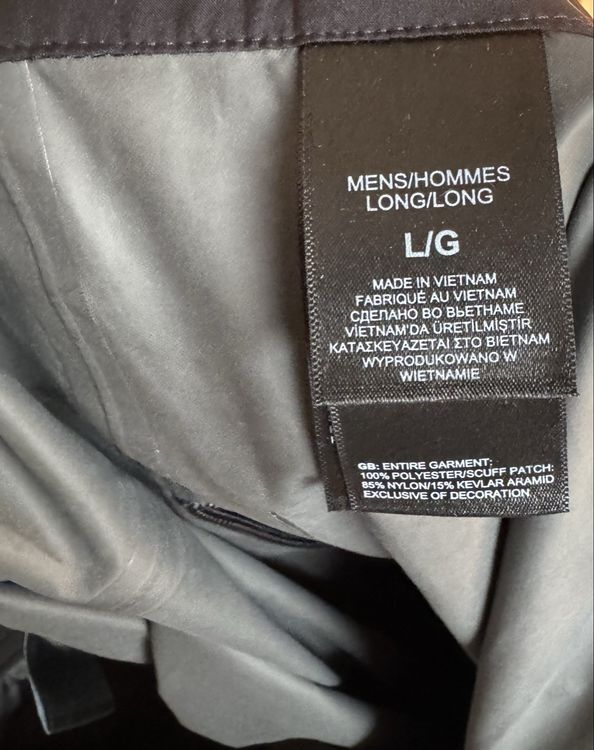 MENS/HOMMES
LONG/LONG
L/G
MADE IN VIETNAM
FABRIQUÉ AU VIETNAM
СДЕЛАНО ВО ВЬЕТНАМЕ
VİETNAM'DA ÜRETİLMİŞTİR
ΚΑΤΑΣΚΕΥΑΖΕΤΑΙ ΣΤΟ ΒΙΕΤΝΑΜ
WYPRODUKOWANO W
WIETNAMIE
GB: ENTIRE GARMENT:
100% POLYESTER/SCUFF PATCH:
85% NYLON/15% KEVLAR ARAMID
EXCLUSIVE OF DECORATION